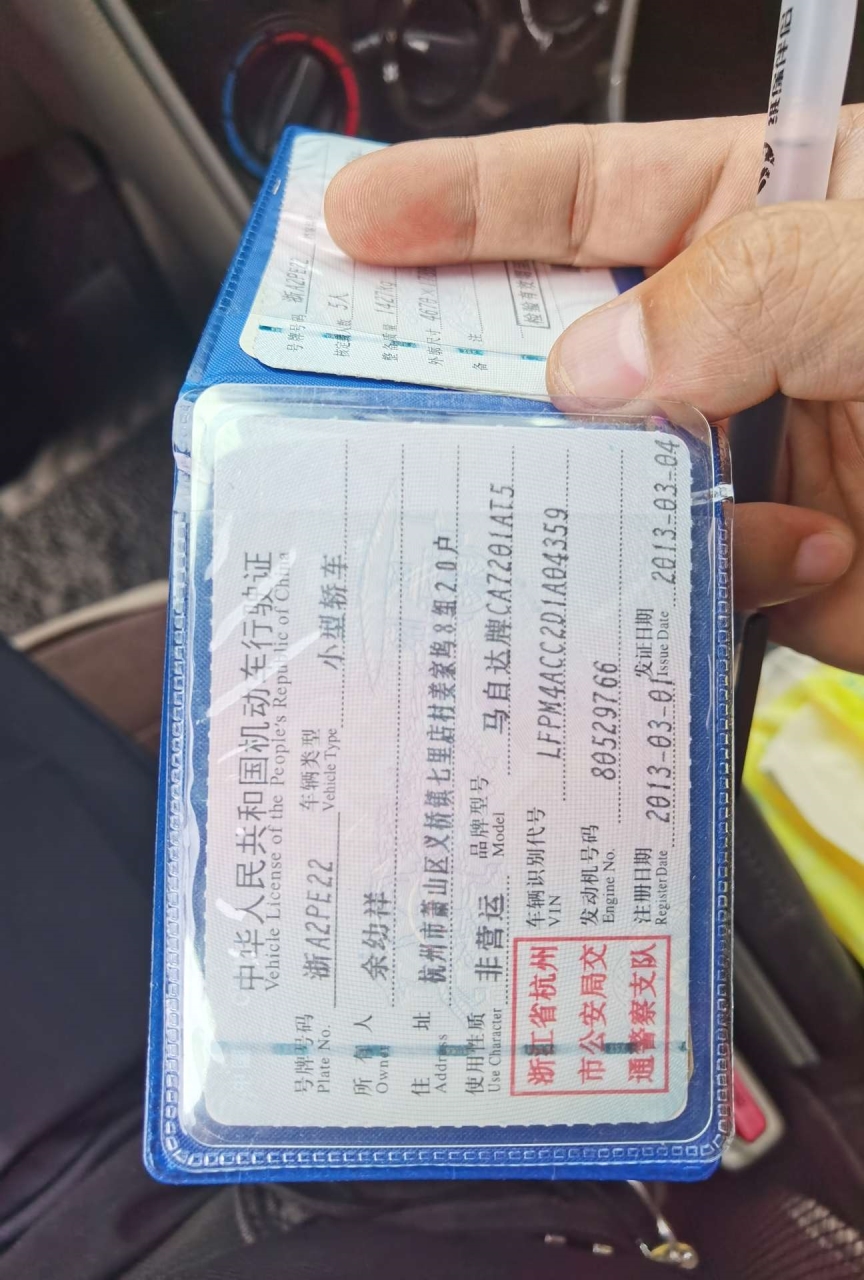 中华人民共和国机动车行驶证
Vehicle License of the People's Republic of China
号牌号码 浙A2PE22 车辆类型 小型轿车
Plate No. Vehicle Type
所有人 余幼祥
Owner
住址 杭州市萧山区义桥镇七里店村姜家坞8组20户
Address
使用性质 非营运 品牌型号 马自达牌CA7201AT5
Use Character Model
浙江省杭州
市公安局交
通警察支队
车辆识别代号 LFPM4ACC2D1A04359
VIN
发动机号码 80529766
Engine No.
注册日期 2013-03-01 发证日期 2013-03-04
Register Date Issue Date
号牌号码 浙A2PE22
核定载人数 5人
整备质量 1427kg
外廓尺寸 4670×
备注
检验有效期